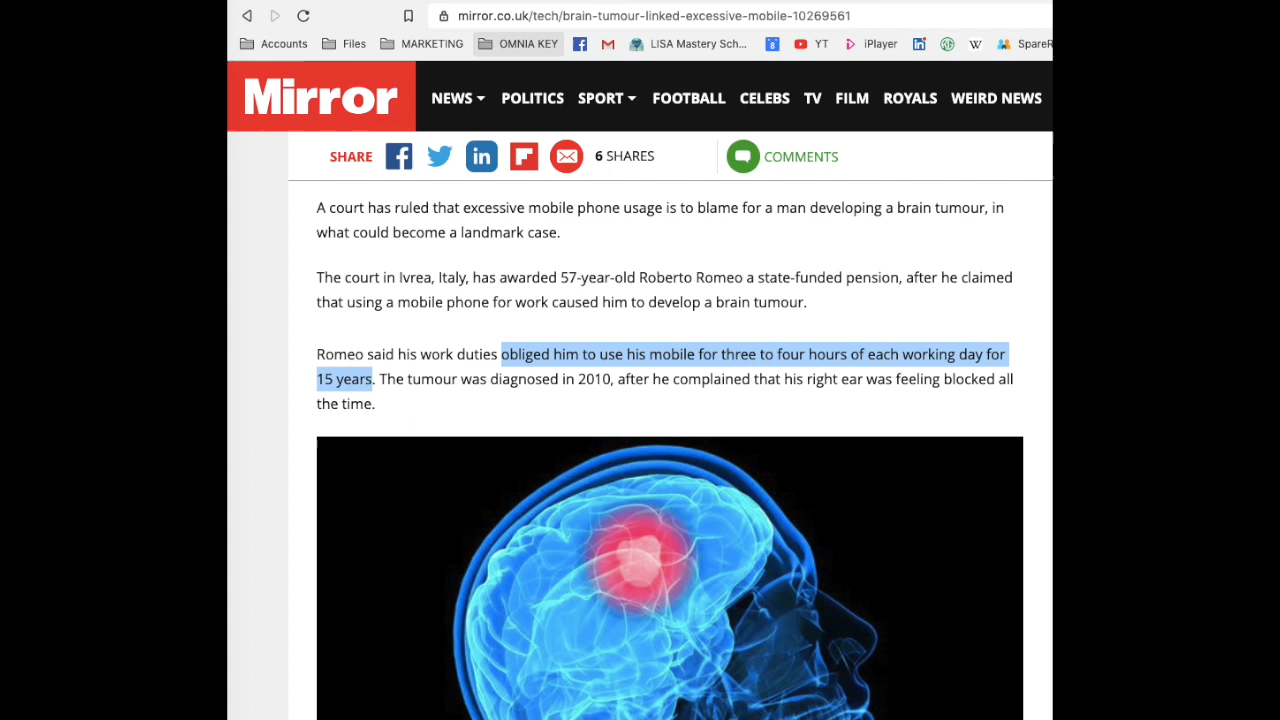 mirror.co.uk/tech/brain-tumour-linked-excessive-mobile-10269561
Accounts Files MARKETING OMNIA KEY LISA Mastery Sch... 8 YT iPlayer W SpareR
Mirror NEWS POLITICS SPORT FOOTBALL CELEBS TV FILM ROYALS WEIRD NEWS
SHARE 6 SHARES COMMENTS
A court has ruled that excessive mobile phone usage is to blame for a man developing a brain tumour, in
what could become a landmark case.
The court in Ivrea, Italy, has awarded 57-year-old Roberto Romeo a state-funded pension, after he claimed
that using a mobile phone for work caused him to develop a brain tumour.
Romeo said his work duties obliged him to use his mobile for three to four hours of each working day for
15 years. The tumour was diagnosed in 2010, after he complained that his right ear was feeling blocked all
the time.